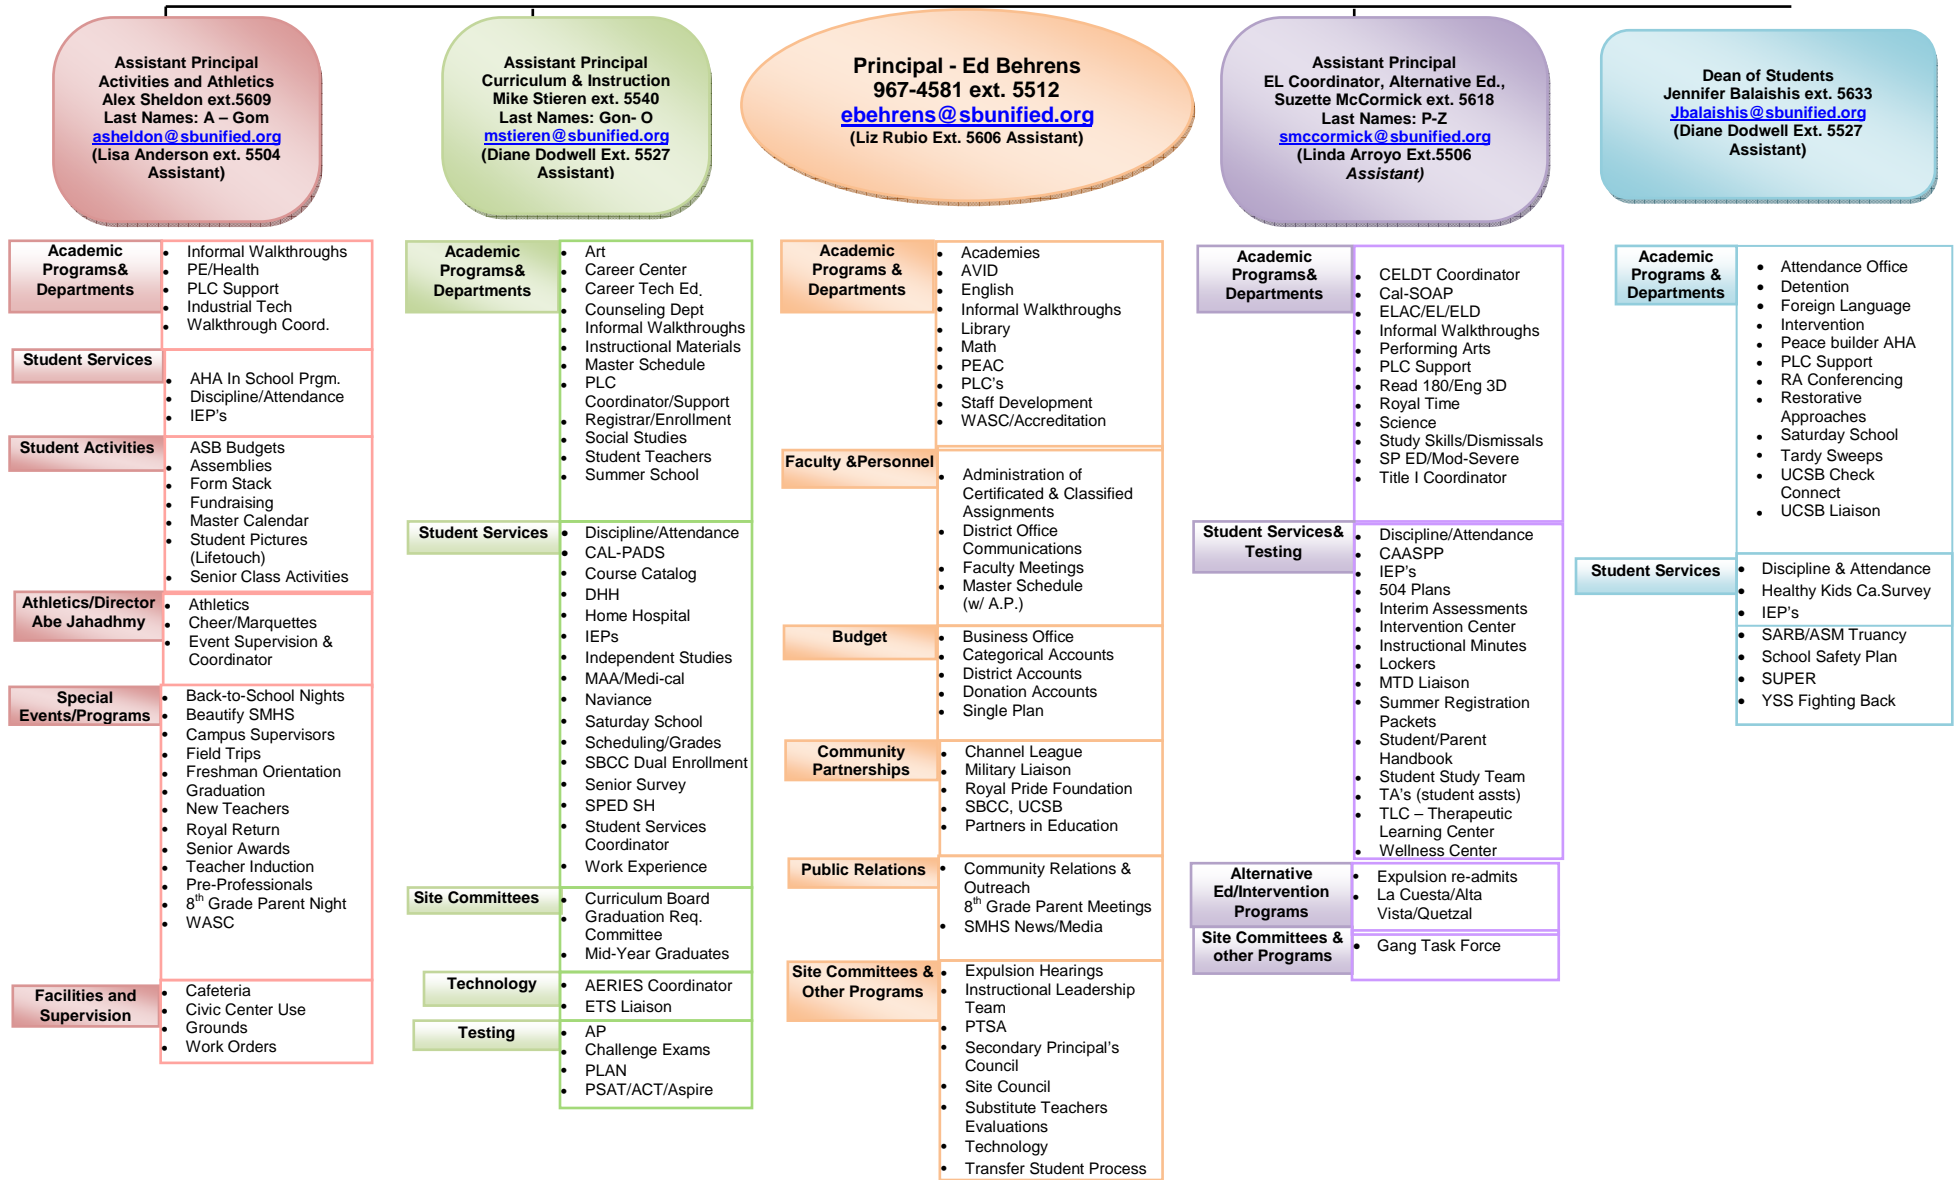 Assistant Principal
Activities and Athletics
Alex Sheldon ext.5609
Last Names: A – Gom
asheldon@sbunified.org
(Lisa Anderson ext. 5504
Assistant)
Assistant Principal
Curriculum & Instruction
Mike Stieren ext. 5540
Last Names: Gon- O
mstieren@sbunified.org
(Diane Dodwell Ext. 5527
Assistant)
Principal - Ed Behrens
967-4581 ext. 5512
ebehrens@sbunified.org
(Liz Rubio Ext. 5606 Assistant)
Assistant Principal
EL Coordinator, Alternative Ed.,
Suzette McCormick ext. 5618
Last Names: P-Z
smccormick@sbunified.org
(Linda Arroyo Ext.5506
Assistant)
Dean of Students
Jennifer Balaishis ext. 5633
Jbalaishis@sbunified.org
(Diane Dodwell Ext. 5527
Assistant)
Academic
Programs&
Departments
• Informal Walkthroughs
• PE/Health
• PLC Support
• Industrial Tech
• Walkthrough Coord.
Student Services
• AHA In School Prgm.
• Discipline/Attendance
• IEP's
Student Activities
ASB Budgets
• Assemblies
• Form Stack
• Fundraising
• Master Calendar
• Student Pictures
(Lifetouch)
• Senior Class Activities
Athletics/Director
Abe Jahadhmy
• Athletics
• Cheer/Marquettes
• Event Supervision &
Coordinator
Special
Events/Programs
• Back-to-School Nights
• Beautify SMHS
• Campus Supervisors
• Field Trips
• Freshman Orientation
• Graduation
• New Teachers
• Royal Return
• Senior Awards
• Teacher Induction
• Pre-Professionals
• 8th Grade Parent Night
• WASC
Facilities and
Supervision
• Cafeteria
• Civic Center Use
• Grounds
• Work Orders
Academic
Programs&
Departments
• Art
• Career Center
• Career Tech Ed.
• Counseling Dept
• Informal Walkthroughs
• Instructional Materials
• Master Schedule
• PLC
Coordinator/Support
• Registrar/Enrollment
• Social Studies
• Student Teachers
• Summer School
Student Services
• Discipline/Attendance
• CAL-PADS
• Course Catalog
• DHH
• Home Hospital
• IEPs
• Independent Studies
• MAA/Medi-cal
• Naviance
• Saturday School
• Scheduling/Grades
• SBCC Dual Enrollment
• Senior Survey
• SPED SH
• Student Services
Coordinator
• Work Experience
Site Committees
• Curriculum Board
• Graduation Req.
Committee
• Mid-Year Graduates
Technology
• AERIES Coordinator
• ETS Liaison
Testing
• AP
• Challenge Exams
• PLAN
• PSAT/ACT/Aspire
Academic
Programs &
Departments
• Academies
• AVID
• English
• Informal Walkthroughs
• Library
• Math
• PEAC
• PLC's
• Staff Development
• WASC/Accreditation
Faculty &Personnel
• Administration of
Certificated & Classified
Assignments
• District Office
Communications
• Faculty Meetings
• Master Schedule
(w/ A.P.)
Budget
• Business Office
• Categorical Accounts
• District Accounts
• Donation Accounts
• Single Plan
Community
Partnerships
• Channel League
• Military Liaison
• Royal Pride Foundation
• SBCC, UCSB
• Partners in Education
Public Relations
• Community Relations &
Outreach
8th Grade Parent Meetings
• SMHS News/Media
Site Committees &
Other Programs
• Expulsion Hearings
• Instructional Leadership
Team
• PTSA
• Secondary Principal's
Council
• Site Council
• Substitute Teachers
Evaluations
• Technology
• Transfer Student Process
Academic
Programs&
Departments
• CELDT Coordinator
• Cal-SOAP
• ELAC/EL/ELD
• Informal Walkthroughs
• Performing Arts
• PLC Support
• Read 180/Eng 3D
• Royal Time
• Science
• Study Skills/Dismissals
• SP ED/Mod-Severe
• Title I Coordinator
Student Services&
Testing
• Discipline/Attendance
• CAASPP
• IEP's
• 504 Plans
• Interim Assessments
• Intervention Center
• Instructional Minutes
• Lockers
• MTD Liaison
• Summer Registration
Packets
• Student/Parent
Handbook
• Student Study Team
• TA's (student assts)
• TLC – Therapeutic
Learning Center
• Wellness Center
Alternative
Ed/Intervention
Programs
• Expulsion re-admits
• La Cuesta/Alta
Vista/Quetzal
Site Committees &
other Programs
• Gang Task Force
Academic
Programs &
Departments
• Attendance Office
• Detention
• Foreign Language
• Intervention
• Peace builder AHA
• PLC Support
• RA Conferencing
• Restorative
Approaches
• Saturday School
• Tardy Sweeps
• UCSB Check
Connect
• UCSB Liaison
Student Services
• Discipline & Attendance
• Healthy Kids Ca.Survey
• IEP's
• SARB/ASM Truancy
• School Safety Plan
• SUPER
• YSS Fighting Back